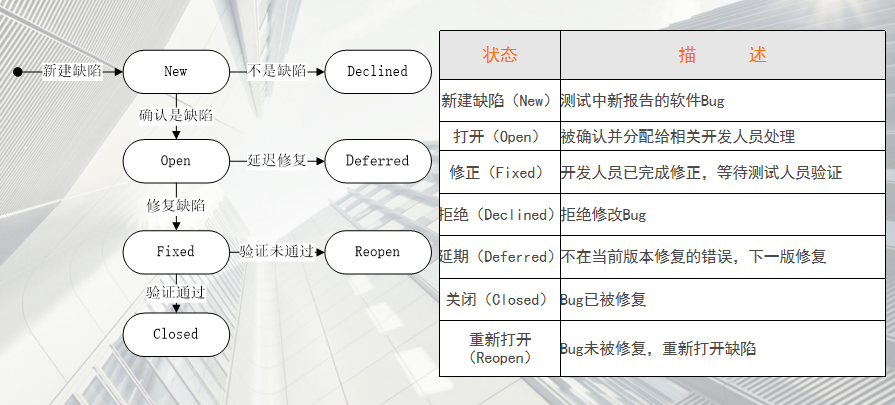 新建缺陷
New
不是缺陷
Declined
确认是缺陷
Open
延迟修复
Deferred
修复缺陷
Fixed
验证未通过
Reopen
验证通过
Closed
状态 描 述
新建缺陷（New） 测试中新报告的软件Bug
打开（Open） 被确认并分配给相关开发人员处理
修正（Fixed） 开发人员已完成修正，等待测试人员验证
拒绝（Declined） 拒绝修改Bug
延期（Deferred） 不在当前版本修复的错误，下一版修复
关闭（Closed） Bug已被修复
重新打开
（Reopen） Bug未被修复，重新打开缺陷